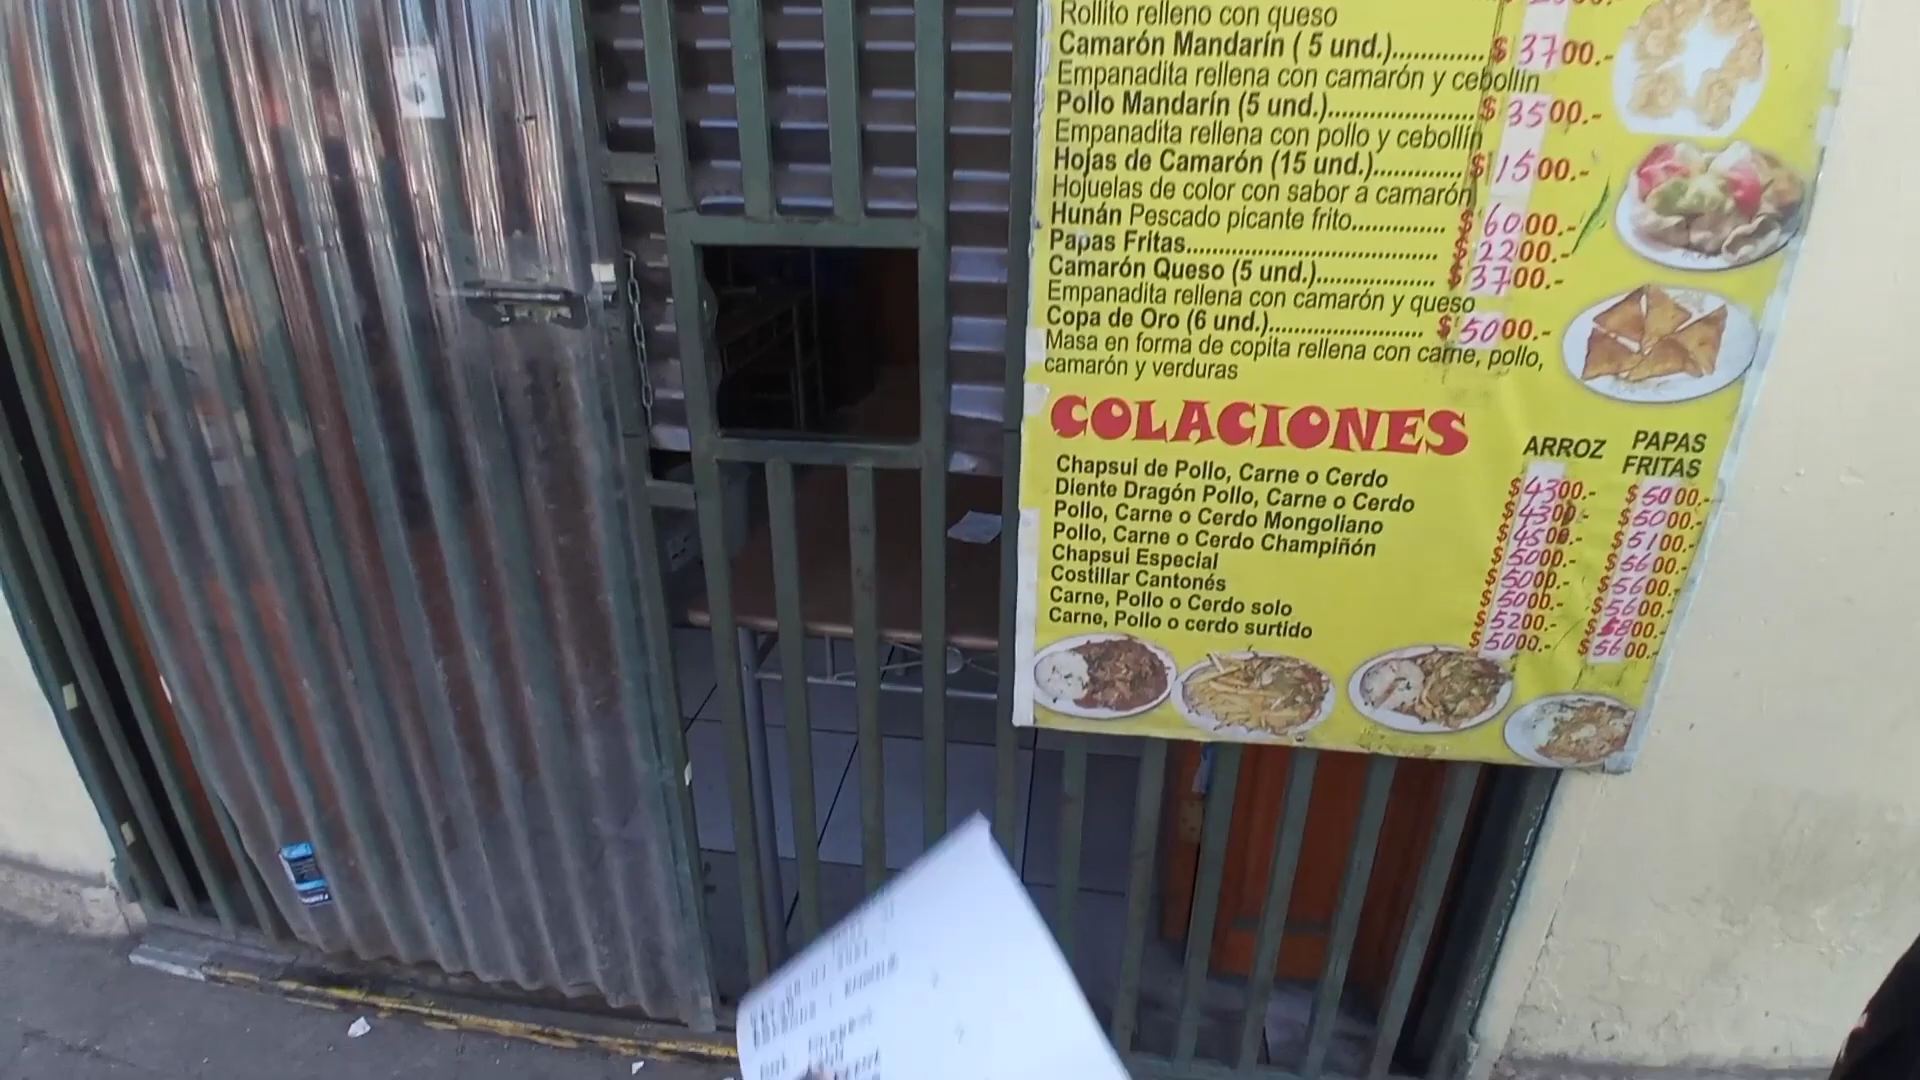 Rollito relleno con queso
Camarón Mandarín ( 5 und.)............. $ 3700.-
Empanadita rellena con camarón y cebollín
Pollo Mandarín (5 und.)...................... $ 3500.-
Empanadita rellena con pollo y cebollín
Hojas de Camarón (15 und.)............. $ 1500.-
Hojuelas de color con sabor a camarón
Hunán Pescado picante frito.............. $ 6000.-
Papas Fritas...................................... $ 2200.-
Camarón Queso (5 und.).................. $ 3700.-
Empanadita rellena con camarón y queso
Copa de Oro (6 und.)....................... $ 5000.-
Masa en forma de copita rellena con carne, pollo,
camarón y verduras
COLACIONES
ARROZ PAPAS FRITAS
Chapsui de Pollo, Carne o Cerdo $ 4300.- $ 5000.-
Diente Dragón Pollo, Carne o Cerdo $ 4300.- $ 5000.-
Pollo, Carne o Cerdo Mongoliano $ 4500.- $ 5100.-
Pollo, Carne o Cerdo Champiñón $ 5000.- $ 5600.-
Chapsui Especial $ 5000.- $ 5600.-
Costillar Cantonés $ 5000.- $ 5600.-
Carne, Pollo o Cerdo solo $ 5200.- $ 5800.-
Carne, Pollo o cerdo surtido $ 5000.- $ 5600.-